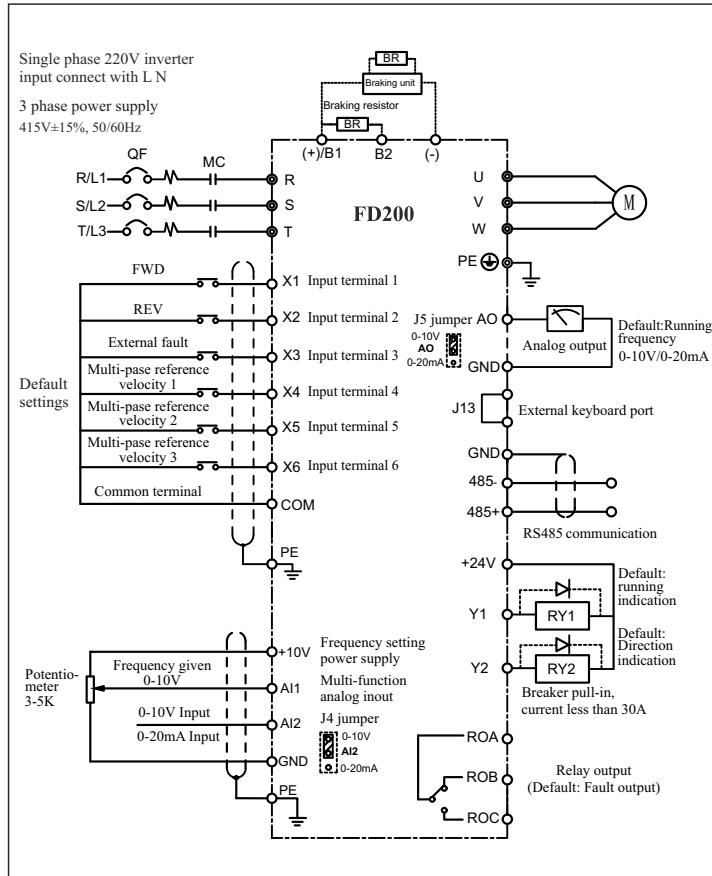 Single phase 220V inverter
input connect with L N
3 phase power supply
415V±15%, 50/60Hz
BR
Braking unit
Braking resistor
BR
(+)/B1
B2
(-)
QF
MC
R/L1
R
S/L2
S
T/L3
T
FD200
U
V
W
M
PE
FWD
X1 Input terminal 1
REV
X2 Input terminal 2
External fault
X3 Input terminal 3
Multi-pase reference
velocity 1
X4 Input terminal 4
Multi-pase reference
velocity 2
X5 Input terminal 5
Multi-pase reference
velocity 3
X6 Input terminal 6
Default
settings
Common terminal
COM
PE
J5 jumper
0-10V
AO
0-20mA
AO
Analog output
Default:Running
frequency
0-10V/0-20mA
GND
J13
External keyboard port
GND
485-
485+
RS485 communication
+24V
Default:
running
indication
Y1
RY1
Default:
Direction
indication
Y2
RY2
Breaker pull-in,
current less than 30A
+10V
Frequency setting
power supply
Potentio-
meter
3-5K
Frequency given
0-10V
AI1
Multi-function
analog inout
0-10V Input
0-20mA Input
AI2
J4 jumper
0-10V
AI2
0-20mA
GND
PE
ROA
ROB
ROC
Relay output
(Default: Fault output)